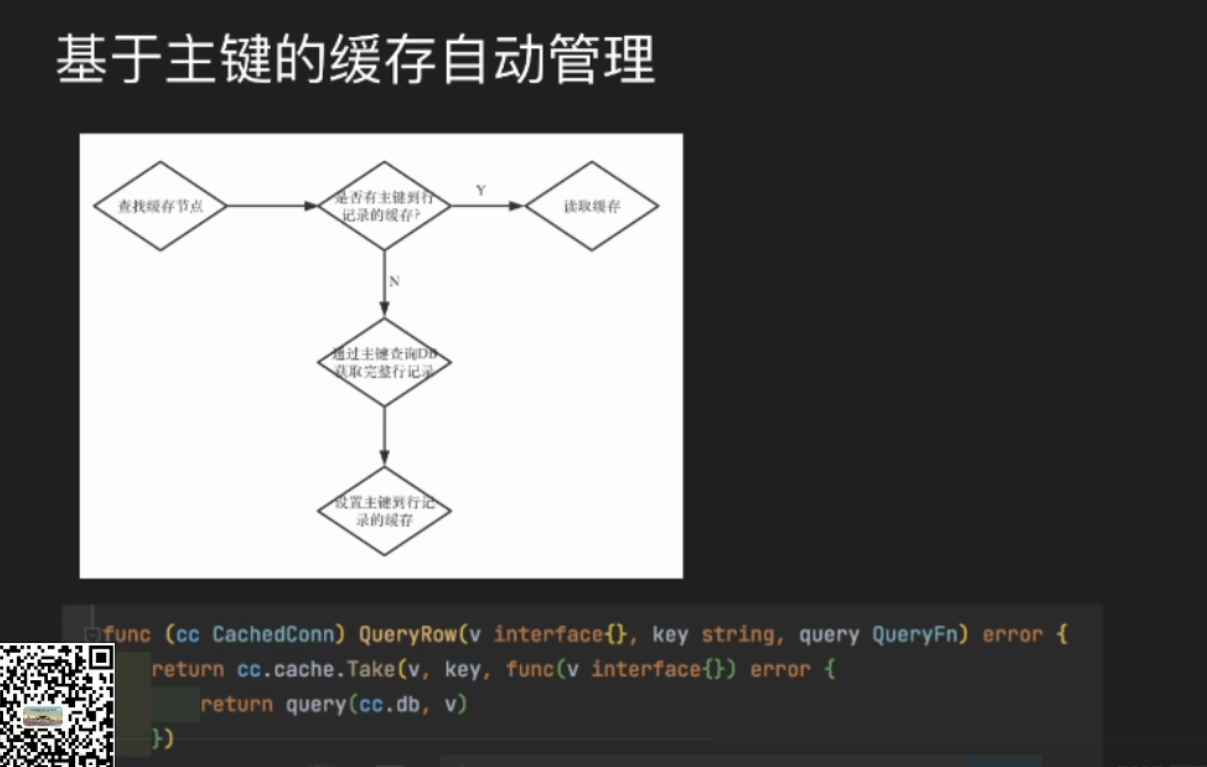 基于主键的缓存自动管理
查找缓存节点
是否有主键到行
记录的缓存?
Y
读取缓存
N
通过主键查询DB
获取完整行记录
设置主键到行记
录的缓存
func (cc CachedConn) QueryRow(v interface{}, key string, query QueryFn) error {
return cc.cache.Take(v, key, func(v interface{}) error {
return query(cc.db, v)
})